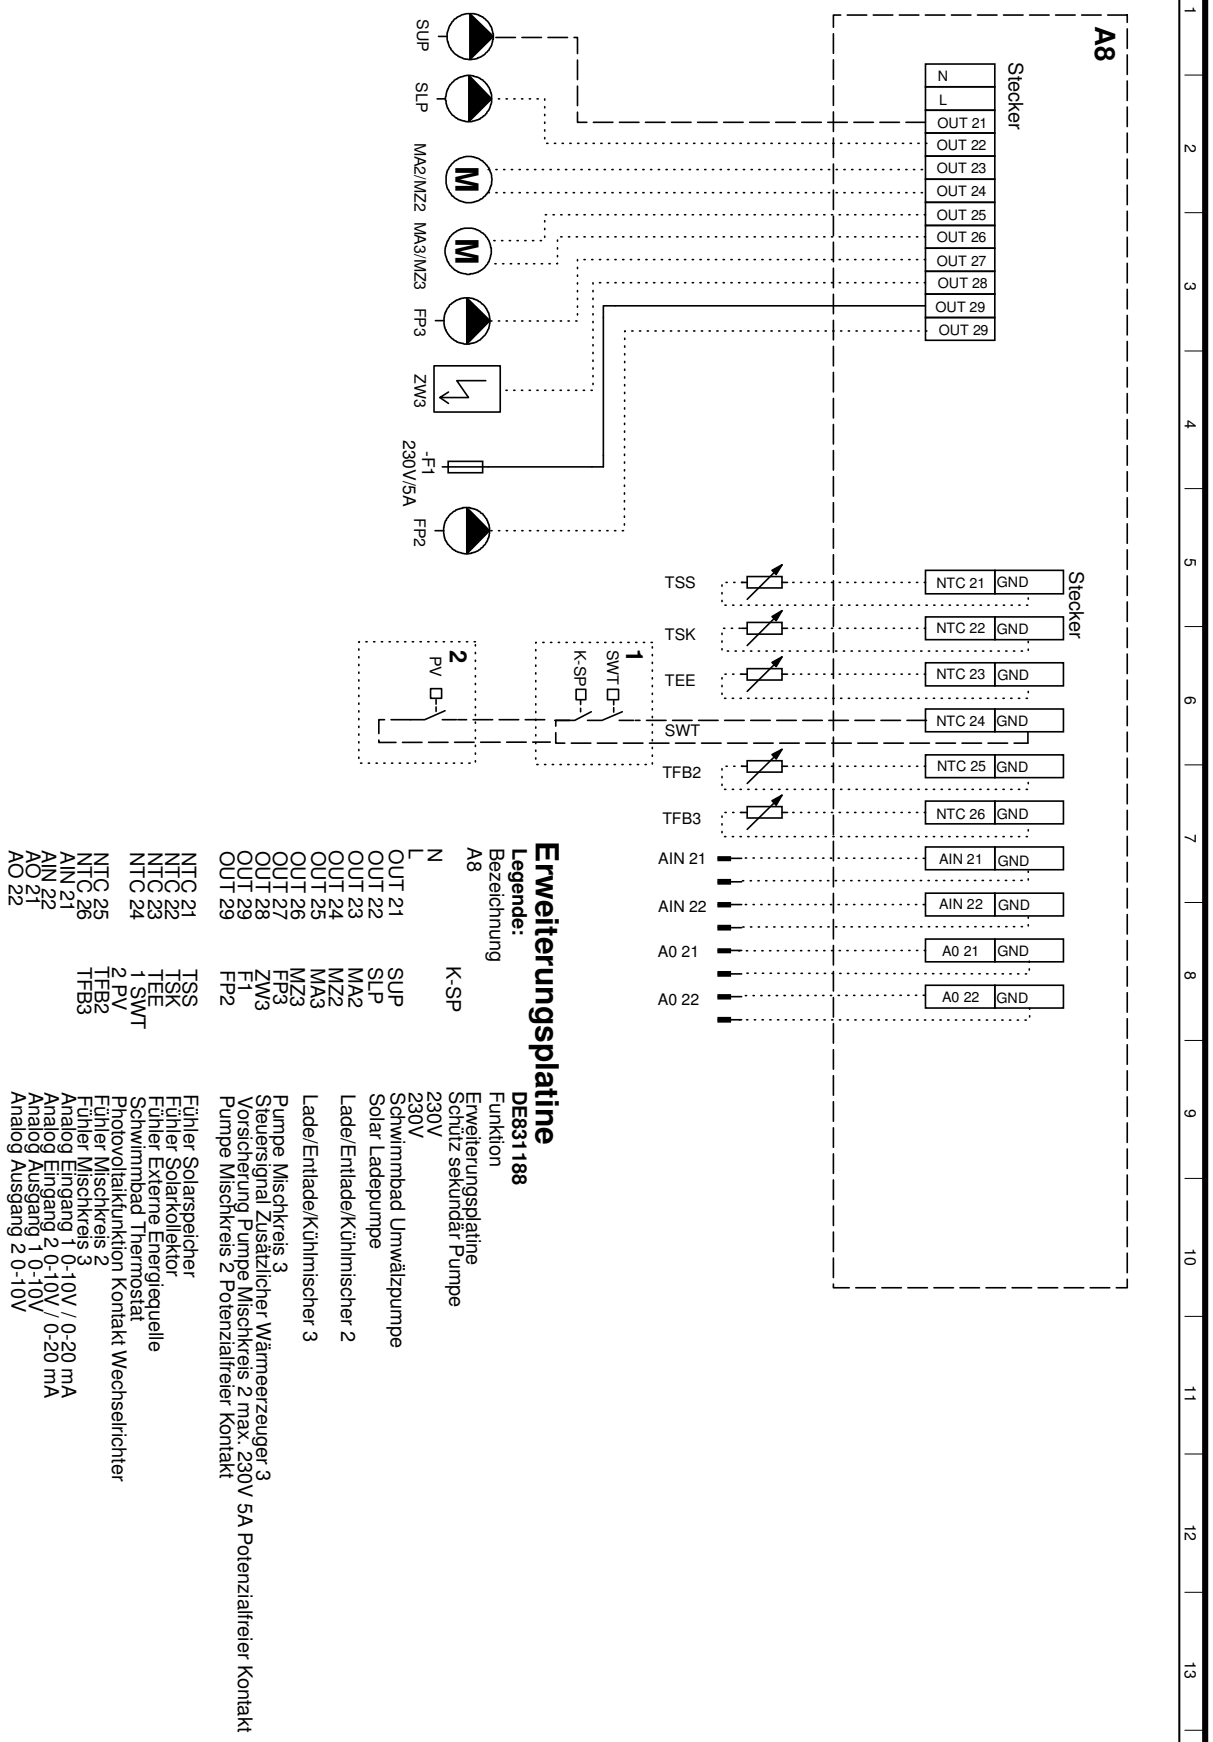 1
2
3
4
5
6
7
8
9
10
11
12
13
A8
Stecker
N
L
OUT 21
OUT 22
OUT 23
OUT 24
OUT 25
OUT 26
OUT 27
OUT 28
OUT 29
OUT 29
SUP
SLP
M
MA2/MZ2
M
MA3/MZ3
FP3
ZW3
-F1
230V/5A
FP2
Stecker
NTC 21 GND
NTC 22 GND
NTC 23 GND
NTC 24 GND
NTC 25 GND
NTC 26 GND
AIN 21 GND
AIN 22 GND
A0 21 GND
A0 22 GND
TSS
TSK
TEE
SWT
TFB2
TFB3
AIN 21
AIN 22
A0 21
A0 22
1
SWT
K-SP
2
PV
Erweiterungsplatine
Legende: DE831188
Bezeichnung Funktion
A8 Erweiterungsplatine
K-SP Schütz sekundär Pumpe
N 230V
L 230V
OUT 21 SUP Schwimmbad Umwälzpumpe
OUT 22 SLP Solar Ladepumpe
OUT 23 MA2
OUT 24 MZ2 Lade/Entlade/Kühlmischer 2
OUT 25 MA3
OUT 26 MZ3 Lade/Entlade/Kühlmischer 3
OUT 27 FP3 Pumpe Mischkreis 3
OUT 28 ZW3 Steuersignal Zusätzlicher Wärmeerzeuger 3
OUT 29 F1 Vorsicherung Pumpe Mischkreis 2 max. 230V 5A Potenzialfreier Kontakt
OUT 29 FP2 Pumpe Mischkreis 2 Potenzialfreier Kontakt
NTC 21 TSS Fühler Solarspeicher
NTC 22 TSK Fühler Solarkollektor
NTC 23 TEE Fühler Externe Energiequelle
NTC 24 1 SWT Schwimmbad Thermostat
2 PV Photovoltaikfunktion Kontakt Wechselrichter
NTC 25 TFB2 Fühler Mischkreis 2
NTC 26 TFB3 Fühler Mischkreis 3
AIN 21 Analog Eingang 1 0-10V / 0-20 mA
AIN 22 Analog Eingang 2 0-10V / 0-20 mA
AO 21 Analog Ausgang 1 0-10V
AO 22 Analog Ausgang 2 0-10V